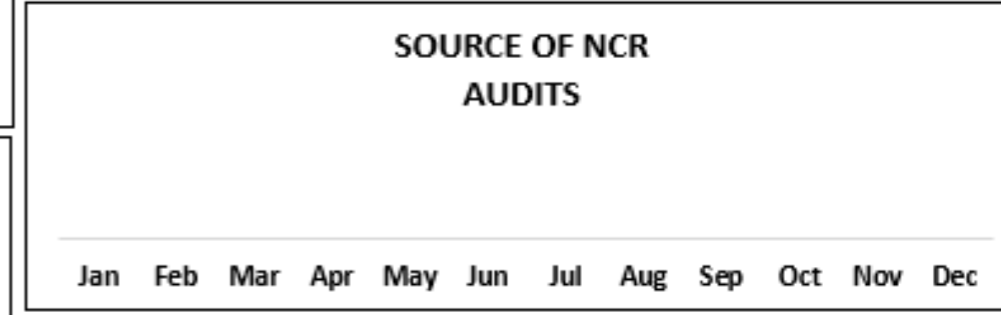 SOURCE OF NCR
AUDITS
Jan Feb Mar Apr May Jun Jul Aug Sep Oct Nov Dec